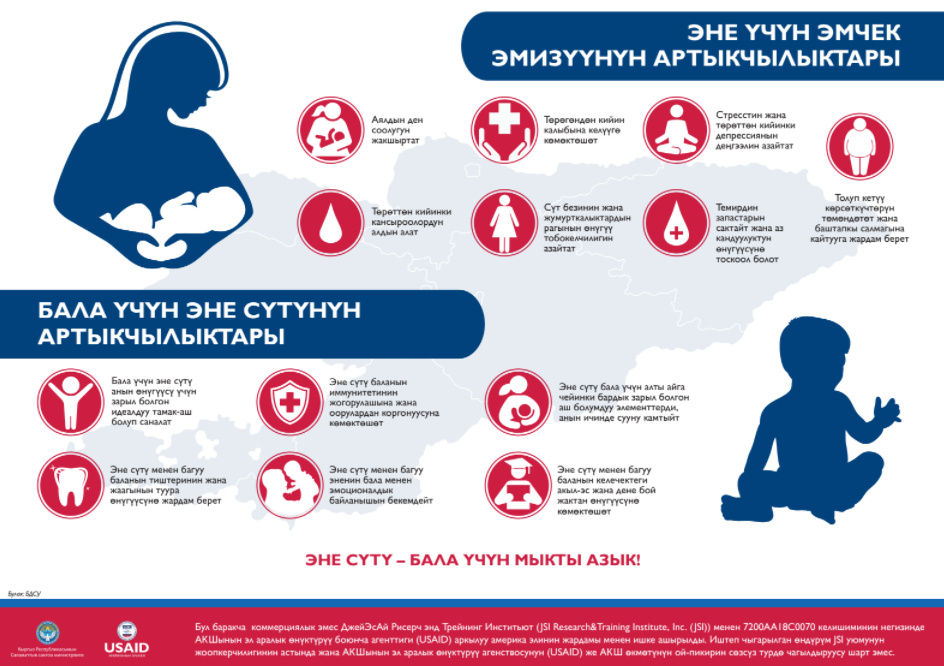 ЭНЕ ҮЧҮН ЭМЧЕК
ЭМИЗҮҮНҮН АРТЫКЧЫЛЫКТАРЫ
Аялдын ден
соолугун
жакшыртат
Төрөгөндөн кийин
калыбына келүүгө
көмөктөшөт
Стрессттин жана
төрөттөн кийинки
депрессиянын
деңгээлин азайтат
Толуп кетүү
көрсөткүчтөрүн
төмөндөтөт жана
баштапкы салмагына
кайтууга жардам берет
Төрөттөн кийинки
кансыроолордун
алдын алат
Сүт безинин жана
жумурткалыктардын
рагынын өнүгүү
тобокелчилигин
азайтат
Темирдин
запастарын
сактайт жана аз
кандуулуктун
өнүгүүсүнө
тоскоол болот
БАЛА ҮЧҮН ЭНЕ СҮТҮНҮН
АРТЫКЧЫЛЫКТАРЫ
Бала үчүн эне сүтү
анын өнүгүүсү үчүн
зарыл болгон
идеалдуу тамак-аш
болуп саналат
Эне сүтү баланын
иммунитетинин
жогорулашына жана
оорулардан коргонуусуна
көмөктөшөт
Эне сүтү бала үчүн алты айга
чейинки бардык зарыл болгон
аш болумдуу элементтерди,
анын ичинде сууну камтыйт
Эне сүтү менен багуу
баланын тиштеринин жана
жаагынын туура
өнүгүүсүнө жардам берет
Эне сүтү менен багуу
эненин бала менен
эмоционалдык
байланышын бекемдейт
Эне сүтү менен багуу
баланын келечектеги
акыл-эс жана дене бой
жактан өнүгүүсүнө
көмөктөшөт
ЭНЕ СҮТҮ – БАЛА ҮЧҮН МЫКТЫ АЗЫК!
Булак: БДСУ
Кыргыз Республикасынын
Саламаттык сактоо министрлиги
USAID
Бул баракча коммерциялык эмес ДжейЭсАй Рисерч энд Трейнинг Институт (JSI Research&Training Institute, Inc. (JSI)) менен 7200AA18C0070 келишиминин негизинде
АКШынын эл аралык өнүктүрүү боюнча агенттиги (USAID) аркылуу америка элинин жардамы менен ишке ашырылды. Иштеп чыгарылган өндүрүм JSI уюмунун
жоопкерчилигинин астында жана АКШынын эл аралык өнүктүрүү агенствосунун (USAID) же АКШ өкмөтүнүн ой-пикирин сөзсүз түрдө чагылдыруусу шарт эмес.